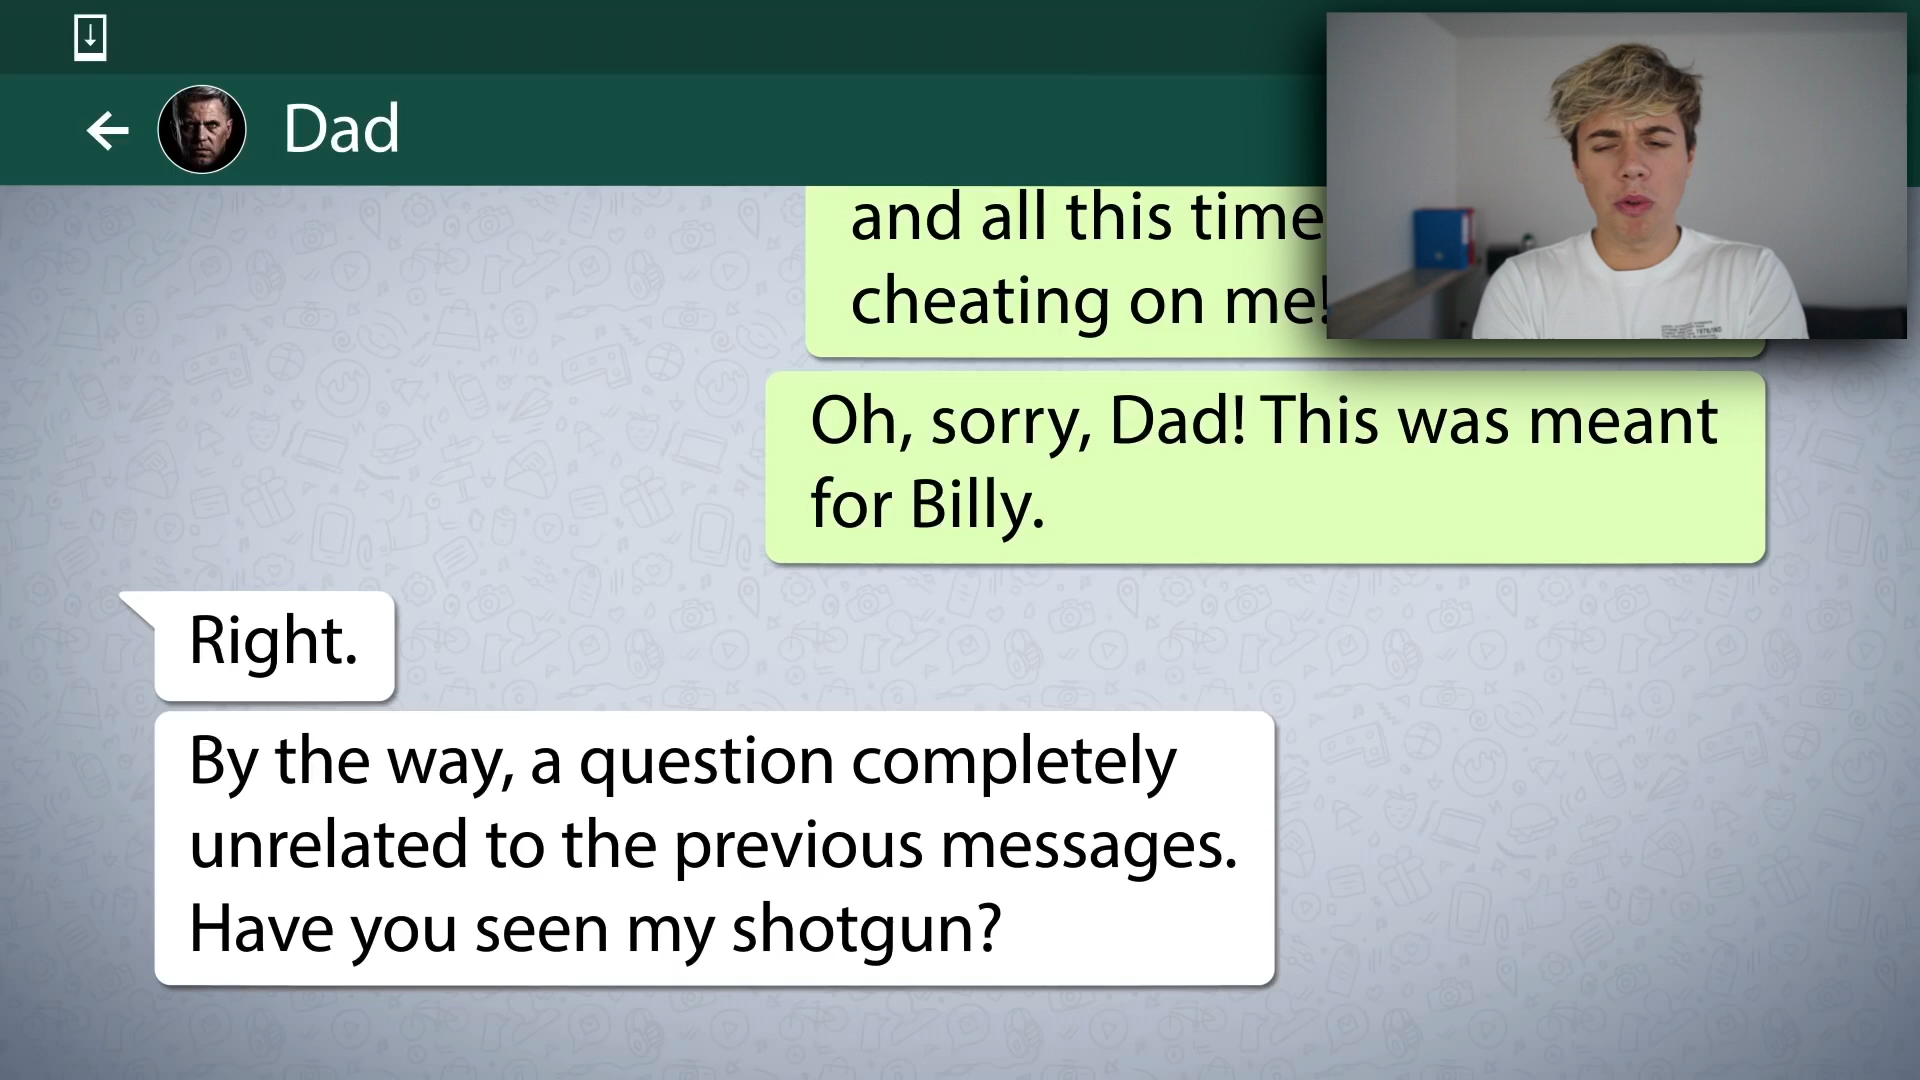 Dad
and all this time
cheating on me!
Oh, sorry, Dad! This was meant
for Billy.
Right.
By the way, a question completely
unrelated to the previous messages.
Have you seen my shotgun?